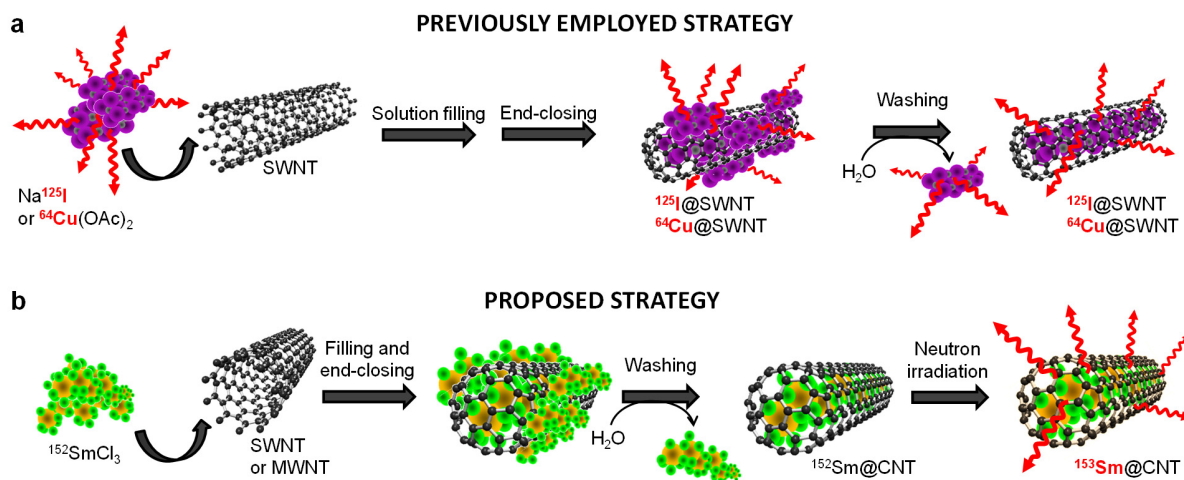 a
PREVIOUSLY EMPLOYED STRATEGY
Na¹²⁵I
or ⁶⁴Cu(OAc)₂
SWNT
Solution filling
End-closing
¹²⁵I@SWNT
⁶⁴Cu@SWNT
Washing
H₂O
¹²⁵I@SWNT
⁶⁴Cu@SWNT
b
PROPOSED STRATEGY
¹⁵²SmCl₃
SWNT
or MWNT
Filling and
end-closing
Washing
H₂O
¹⁵²Sm@CNT
Neutron
irradiation
¹⁵³Sm@CNT